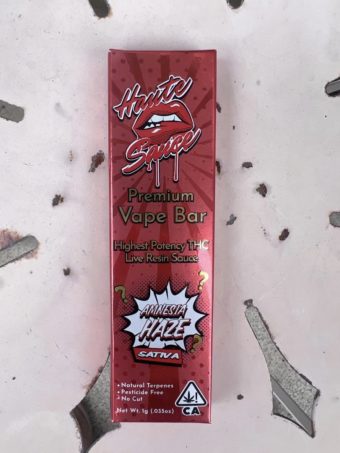 Haute
Sauce
Premium
Vape Bar
Highest Potency THC
Live Resin Sauce
AMNESIA
HAZE
SATIVA
• Natural Terpenes
• Pesticide Free
• No Cut
Net Wt. 1g (.035oz)
CA